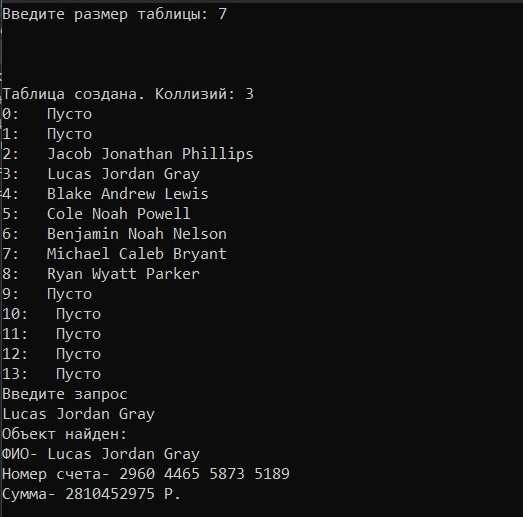 Введите размер таблицы: 7
Таблица создана. Коллизий: 3
0: Пусто
1: Пусто
2: Jacob Jonathan Phillips
3: Lucas Jordan Gray
4: Blake Andrew Lewis
5: Cole Noah Powell
6: Benjamin Noah Nelson
7: Michael Caleb Bryant
8: Ryan Wyatt Parker
9: Пусто
10: Пусто
11: Пусто
12: Пусто
13: Пусто
Введите запрос
Lucas Jordan Gray
Объект найден:
ФИО- Lucas Jordan Gray
Номер счета- 2960 4465 5873 5189
Сумма- 2810452975 Р.